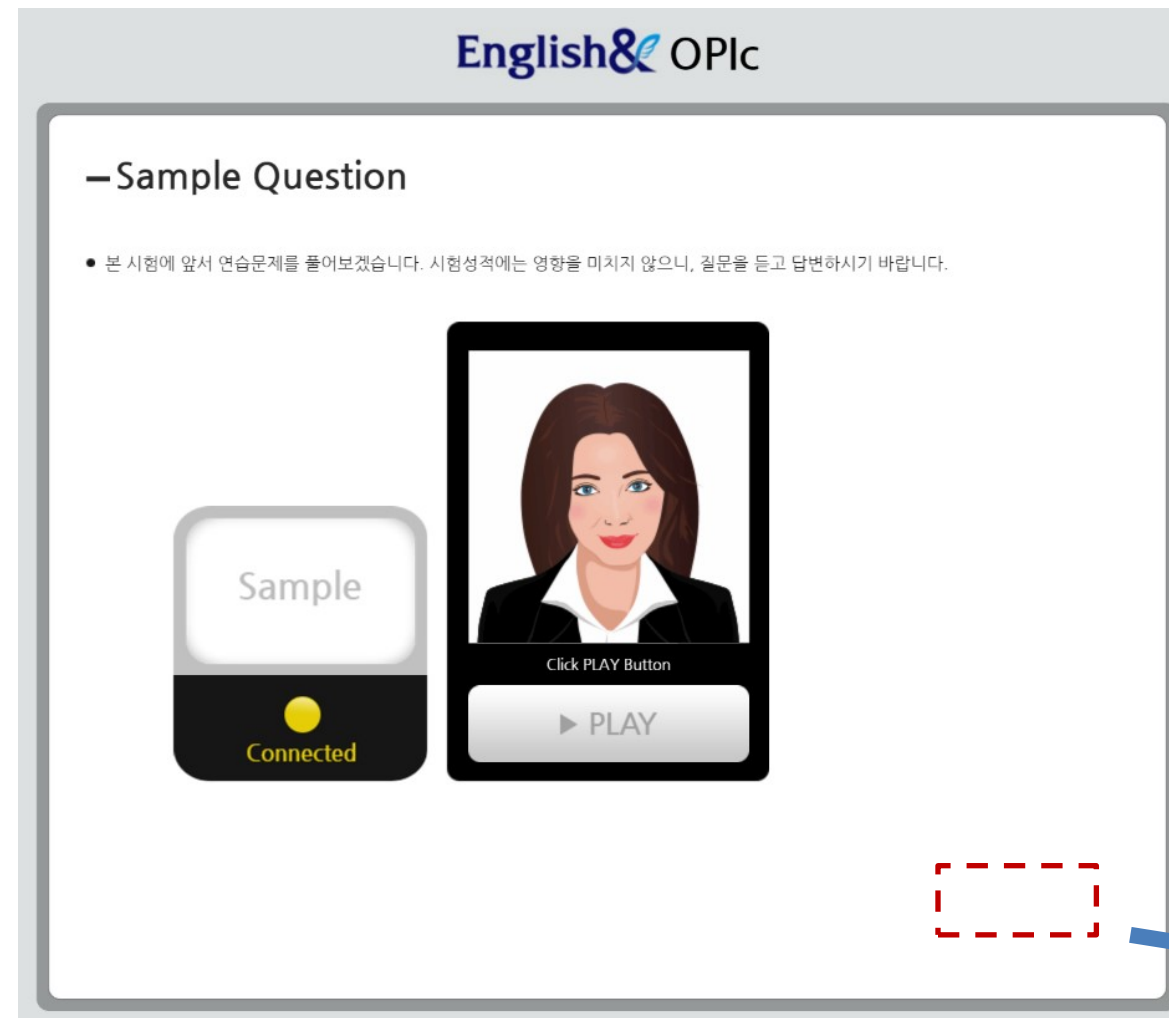 English& OPIc
Sample Question
본 시험에 앞서 연습문제를 풀어보겠습니다. 시험성적에는 영향을 미치지 않으니, 질문을 듣고 답변하시기 바랍니다.
Sample
Connected
Click PLAY Button
PLAY